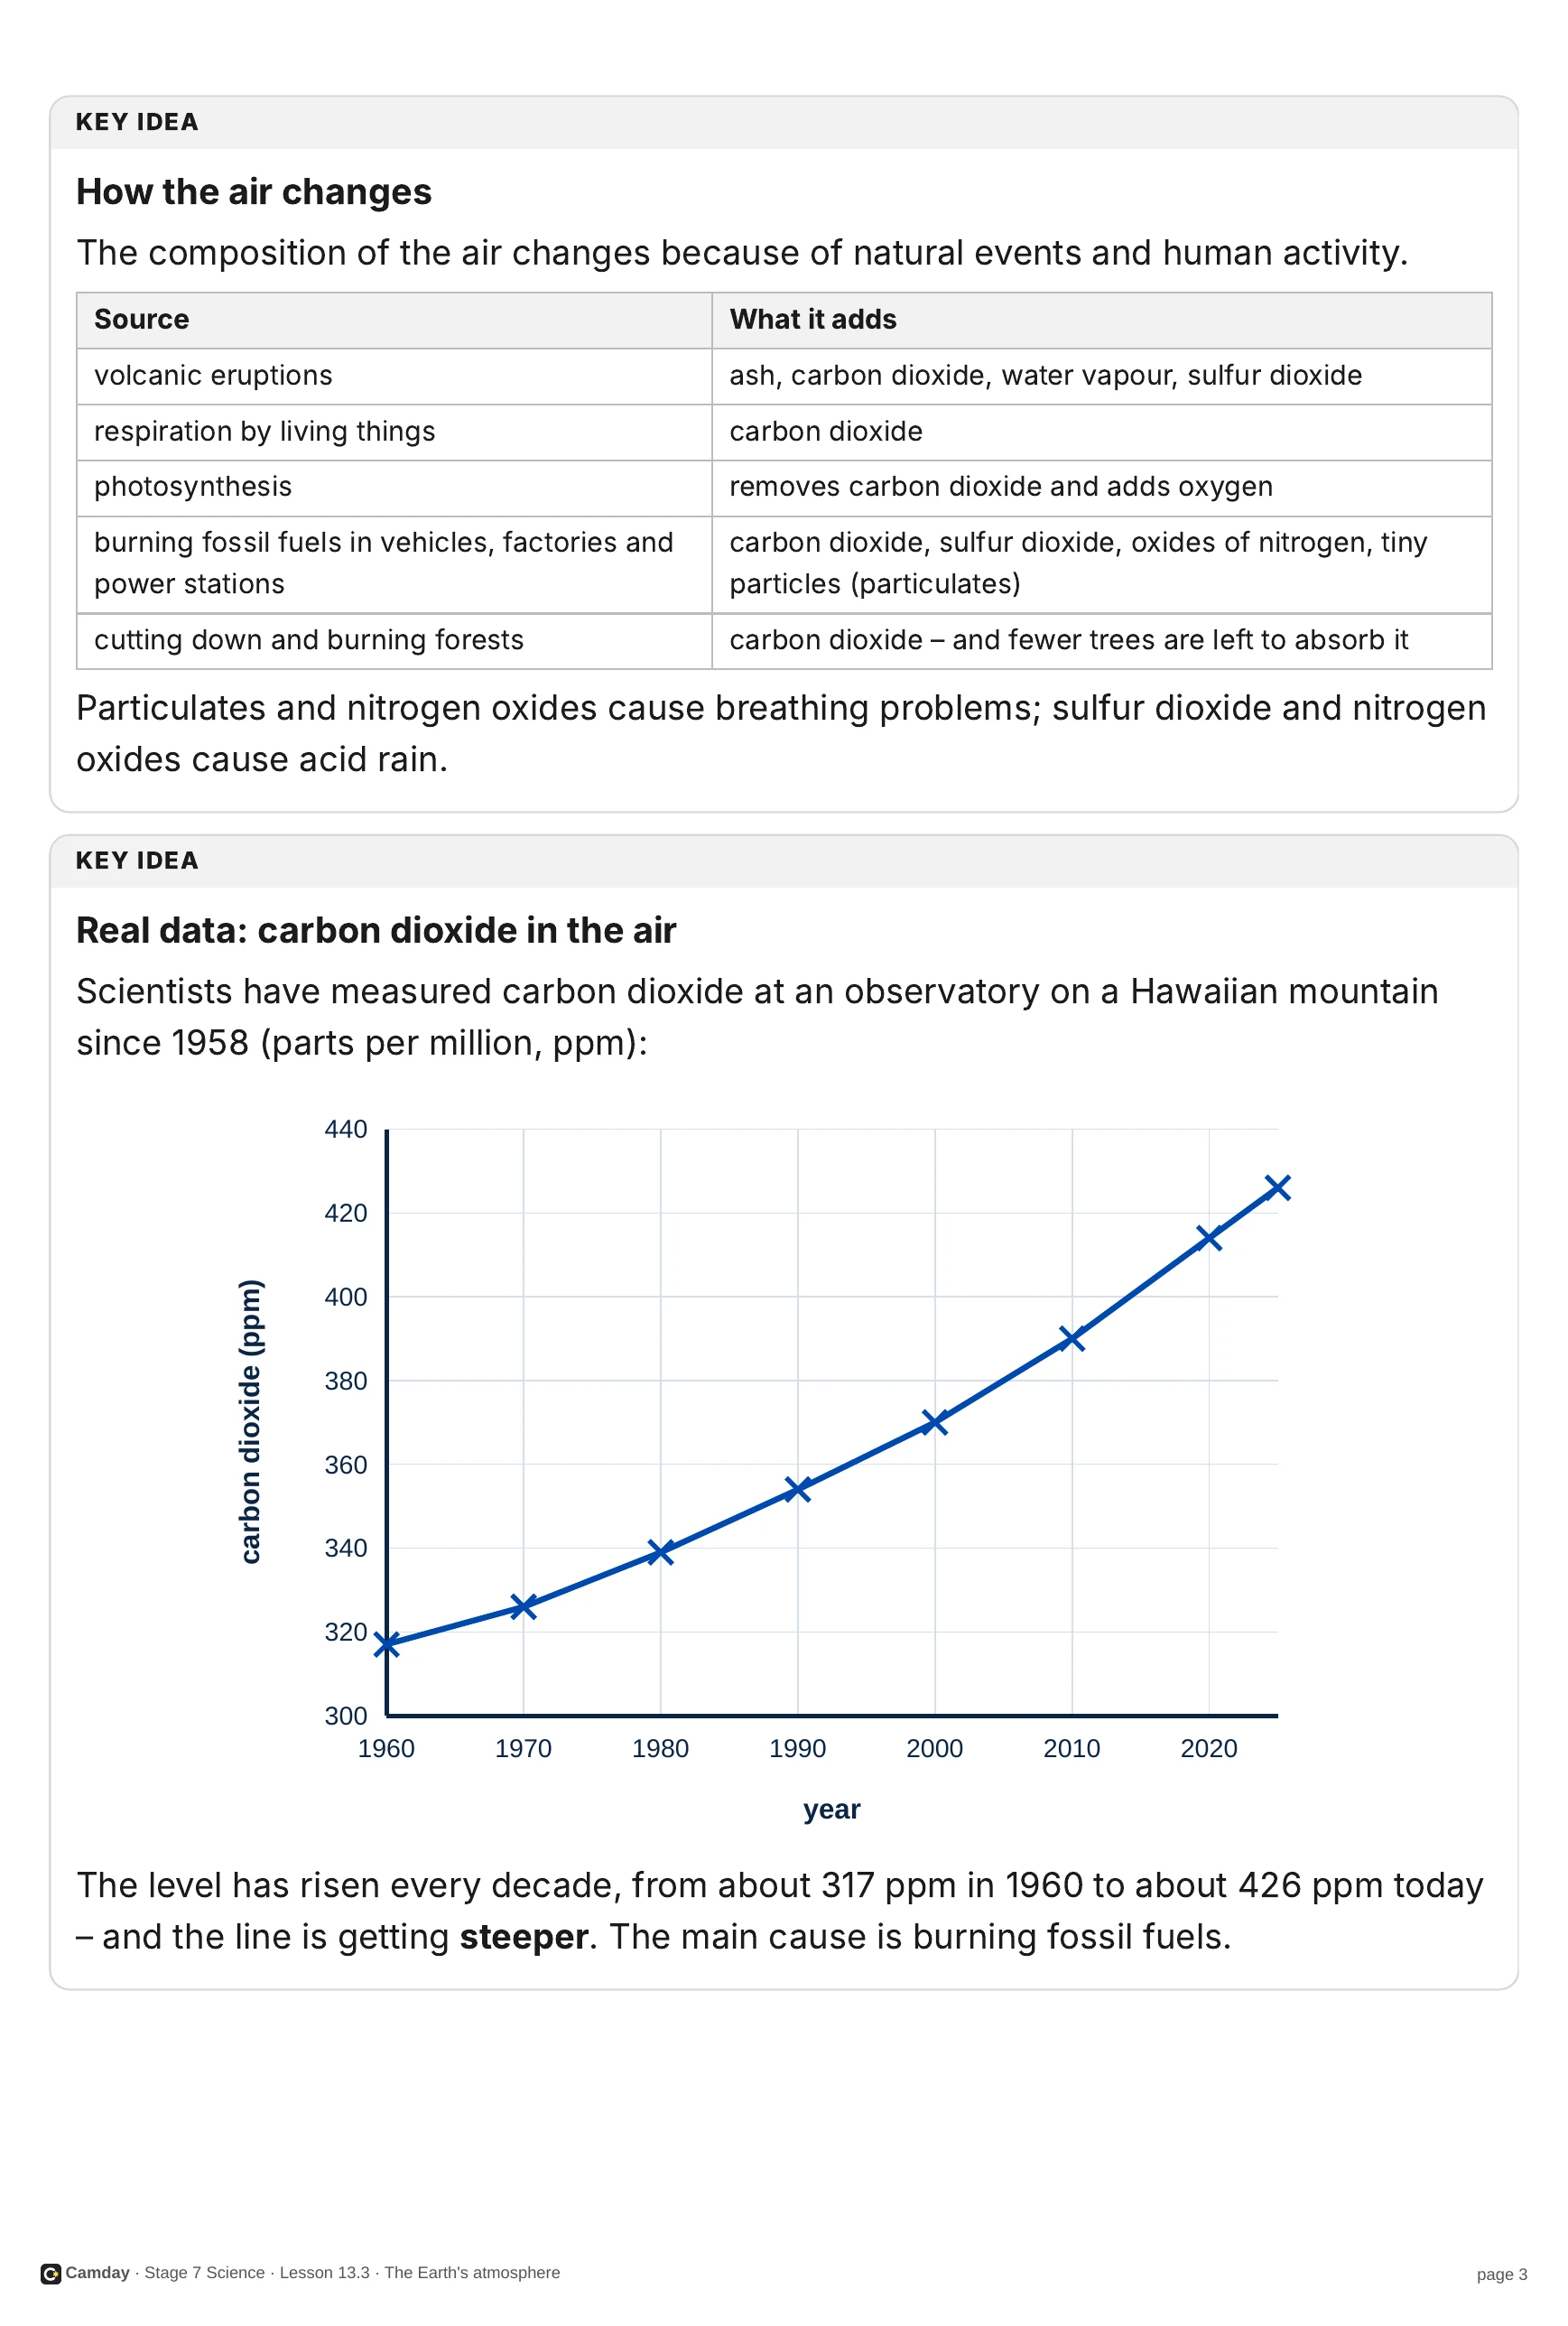 KEY IDEA
How the air changes
The composition of the air changes because of natural events and human activity.
Source What it adds
volcanic eruptions ash, carbon dioxide, water vapour, sulfur dioxide
respiration by living things carbon dioxide
photosynthesis removes carbon dioxide and adds oxygen
burning fossil fuels in vehicles, factories and carbon dioxide, sulfur dioxide, oxides of nitrogen, tiny
power stations particles (particulates)
cutting down and burning forests carbon dioxide – and fewer trees are left to absorb it
Particulates and nitrogen oxides cause breathing problems; sulfur dioxide and nitrogen
oxides cause acid rain.
KEY IDEA
Real data: carbon dioxide in the air
Scientists have measured carbon dioxide at an observatory on a Hawaiian mountain
since 1958 (parts per million, ppm):
440
420
400
380
360
340
320
300
carbon dioxide (ppm)
1960 1970 1980 1990 2000 2010 2020
year
The level has risen every decade, from about 317 ppm in 1960 to about 426 ppm today
– and the line is getting steeper. The main cause is burning fossil fuels.
Camday · Stage 7 Science · Lesson 13.3 · The Earth's atmosphere page 3